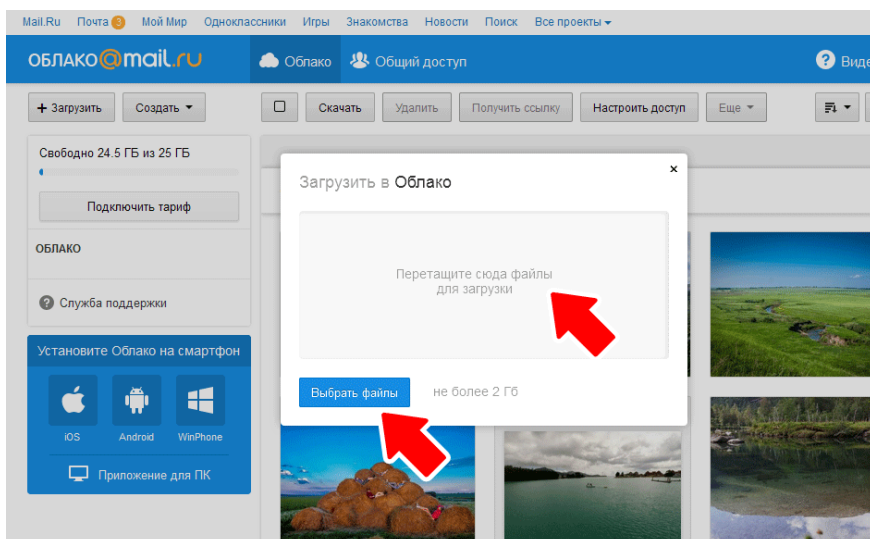 Mail.Ru Почта 3 Мой Мир Одноклассники Игры Знакомства Новости Поиск Все проекты
ОБЛАКО@mail.ru Облако Общий доступ ? Виде
+ Загрузить Создать Скачать Удалить Получить ссылку Настроить доступ Еще
Свободно 24.5 ГБ из 25 ГБ
Подключить тариф
ОБЛАКО
? Служба поддержки
Установите Облако на смартфон
iOS Android WinPhone
Приложение для ПК
Загрузить в Облако ×
Перетащите сюда файлы
для загрузки
Выбрать файлы не более 2 Гб